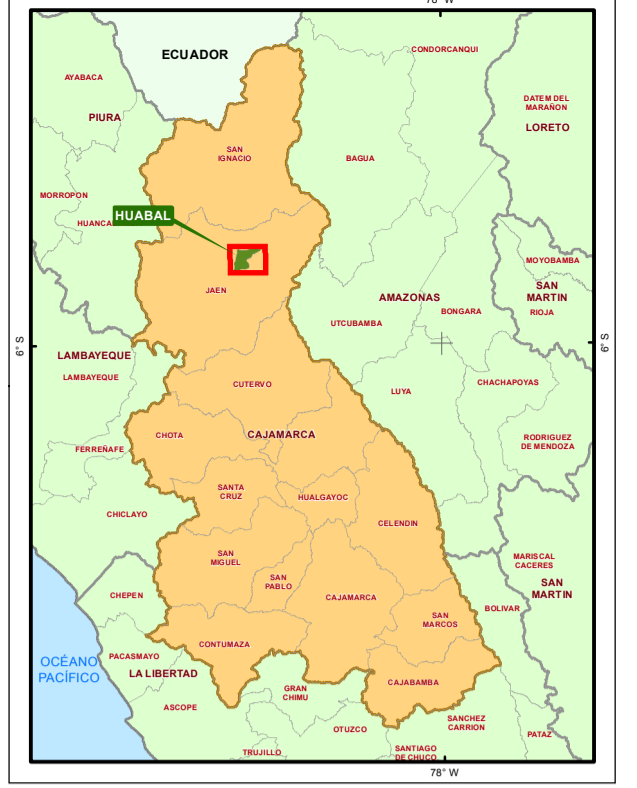 78° W
ECUADOR
CONDORCANQUI
AYABACA
DATEM DEL
MARAÑON
PIURA
LORETO
SAN
IGNACIO
BAGUA
MORROPON
HUABAL
HUANCA
MOYOBAMBA
JAEN
SAN
MARTIN
AMAZONAS
BONGARA
RIOJA
UTCUBAMBA
6° S
6° S
LAMBAYEQUE
LAMBAYEQUE
CUTERVO
CHACHAPOYAS
LUYA
CHOTA
CAJAMARCA
RODRIGUEZ
DE MENDOZA
FERREÑAFE
SANTA
CRUZ
HUALGAYOC
CHICLAYO
CELENDIN
SAN
MIGUEL
MARISCAL
CACERES
SAN
PABLO
SAN
MARTIN
CHEPEN
CAJAMARCA
BOLIVAR
SAN
MARCOS
CONTUMAZA
OCÉANO
PACÍFICO
PACASMAYO
LA LIBERTAD
CAJABAMBA
GRAN
CHIMU
ASCOPE
SANCHEZ
CARRION
OTUZCO
PATAZ
TRUJILLO
SANTIAGO
DE CHUCO
78° W